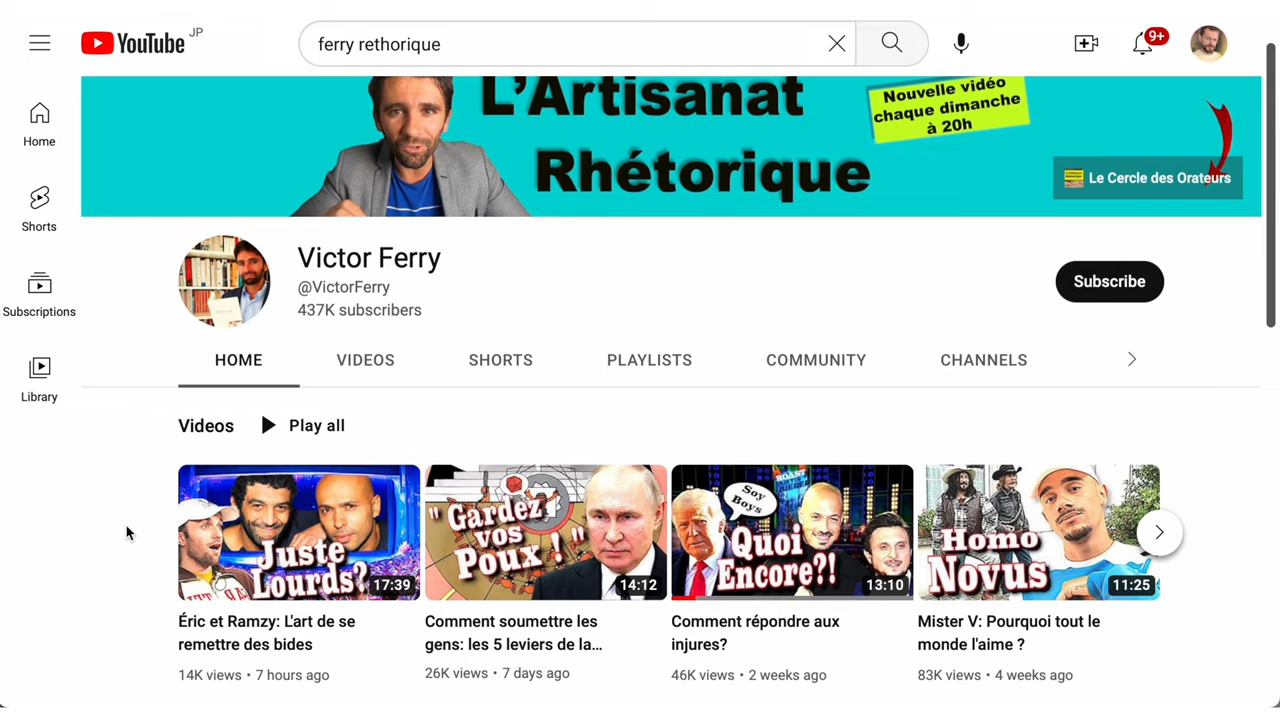 YouTube JP
ferry rethorique
9+
L'Artisanat
Rhétorique
Nouvelle vidéo
chaque dimanche
à 20h
Le Cercle des Orateurs
Home
Shorts
Subscriptions
Library
Victor Ferry
@VictorFerry
437K subscribers
Subscribe
HOME VIDEOS SHORTS PLAYLISTS COMMUNITY CHANNELS
Videos Play all
Juste
Lourds?
17:39
"Gardez
vos
Poux !"
14:12
Soy
Boys
ROAST
Quoi
Encore?!
13:10
Homo
Novus
11:25
Éric et Ramzy: L'art de se
remettre des bides
14K views • 7 hours ago
Comment soumettre les
gens: les 5 leviers de la...
26K views • 7 days ago
Comment répondre aux
injures?
46K views • 2 weeks ago
Mister V: Pourquoi tout le
monde l'aime ?
83K views • 4 weeks ago